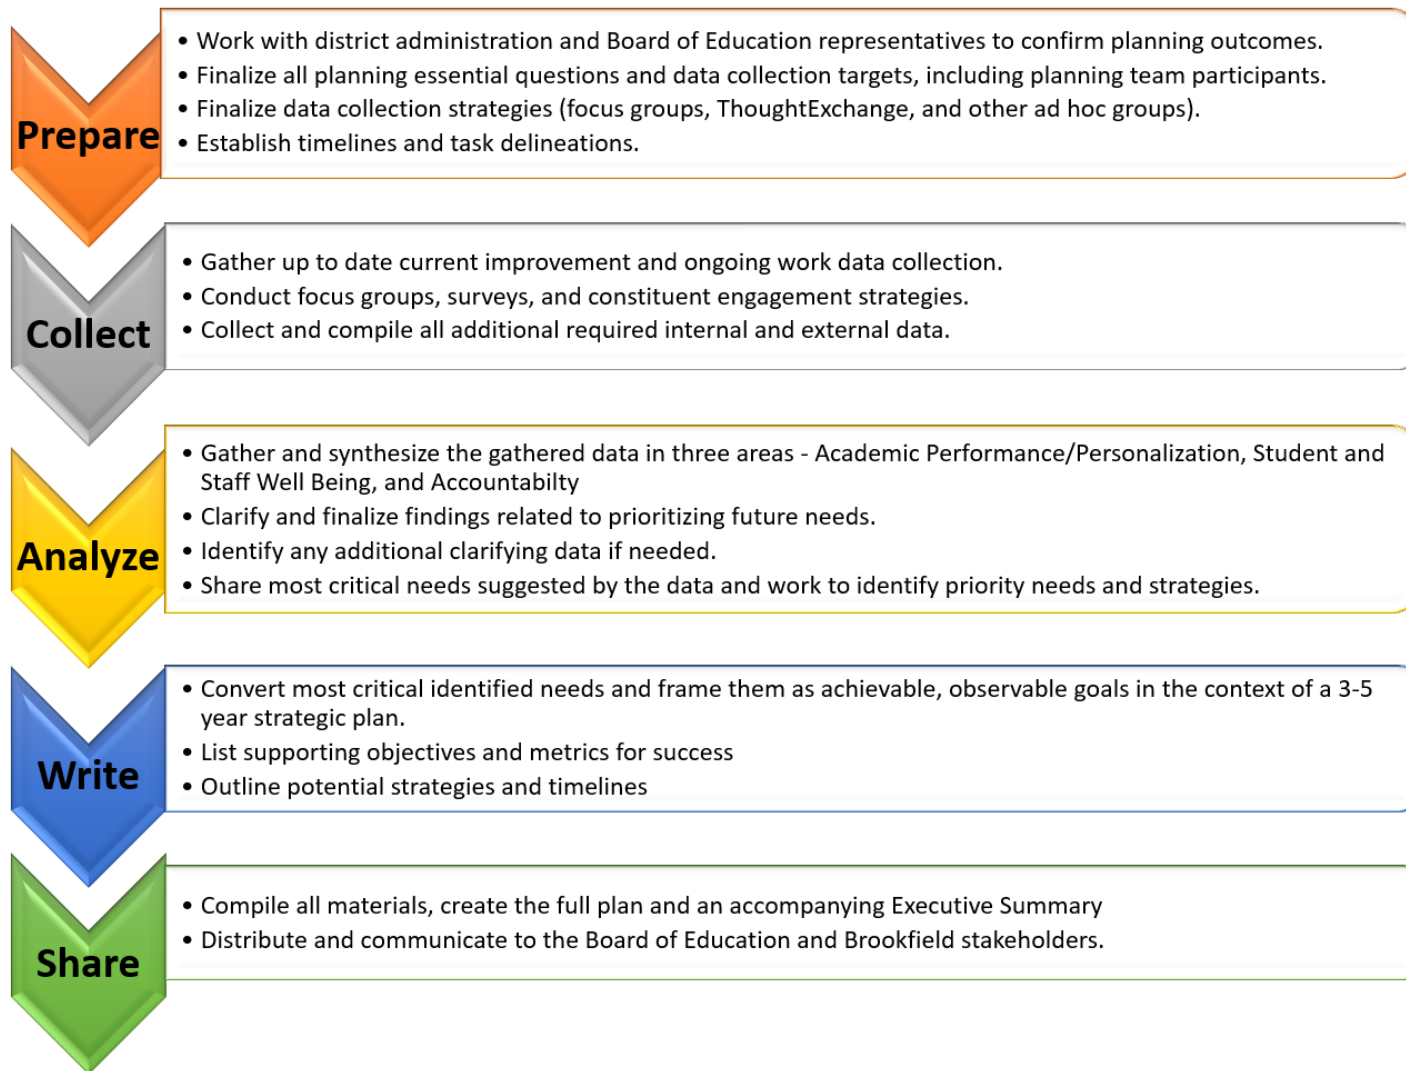 Prepare
• Work with district administration and Board of Education representatives to confirm planning outcomes.
• Finalize all planning essential questions and data collection targets, including planning team participants.
• Finalize data collection strategies (focus groups, ThoughtExchange, and other ad hoc groups).
• Establish timelines and task delineations.
Collect
• Gather up to date current improvement and ongoing work data collection.
• Conduct focus groups, surveys, and constituent engagement strategies.
• Collect and compile all additional required internal and external data.
Analyze
• Gather and synthesize the gathered data in three areas - Academic Performance/Personalization, Student and
Staff Well Being, and Accountabilty
• Clarify and finalize findings related to prioritizing future needs.
• Identify any additional clarifying data if needed.
• Share most critical needs suggested by the data and work to identify priority needs and strategies.
Write
• Convert most critical identified needs and frame them as achievable, observable goals in the context of a 3-5
year strategic plan.
• List supporting objectives and metrics for success
• Outline potential strategies and timelines
Share
• Compile all materials, create the full plan and an accompanying Executive Summary
• Distribute and communicate to the Board of Education and Brookfield stakeholders.